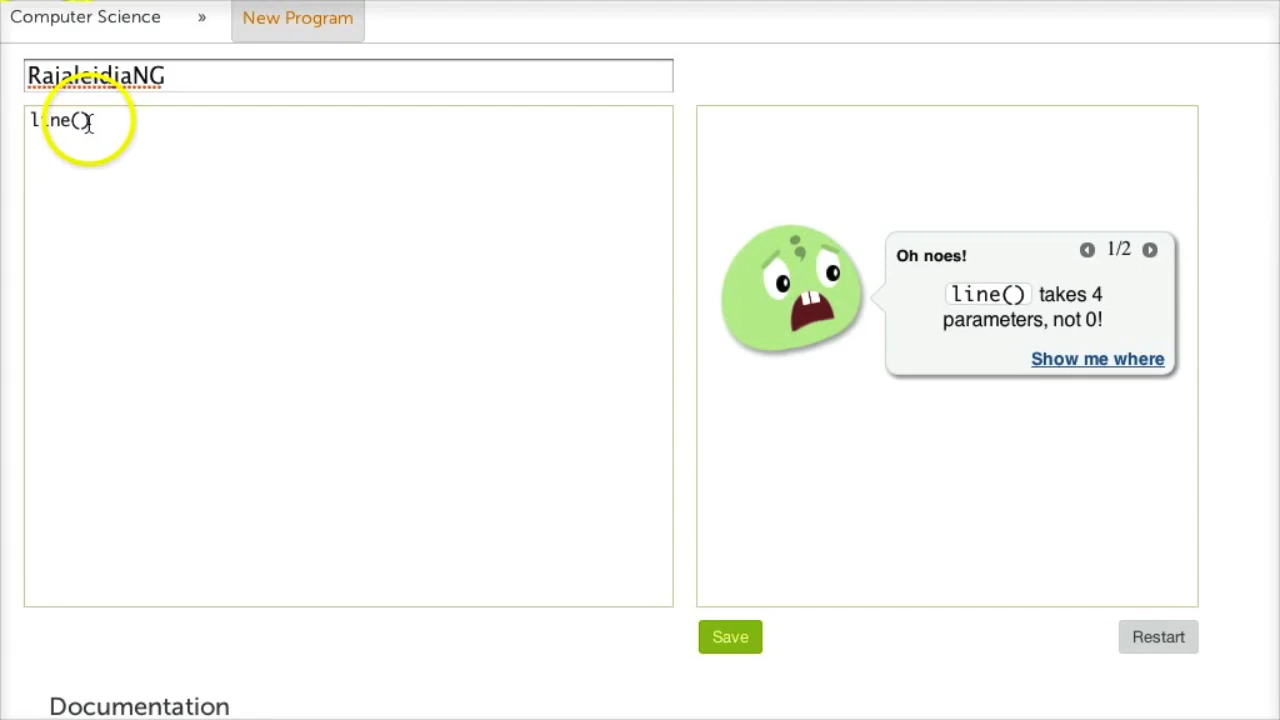 Computer Science » New Program
RajaleidjaNG
line()
Oh noes! 1/2
line() takes 4
parameters, not 0!
Show me where
Save Restart
Documentation